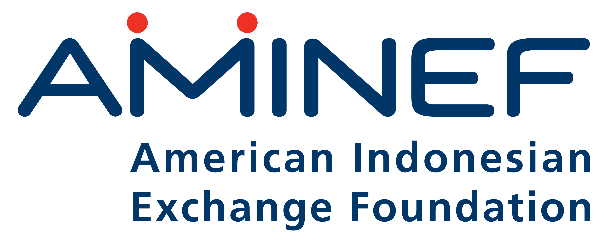 AMINEF
American Indonesian
Exchange Foundation